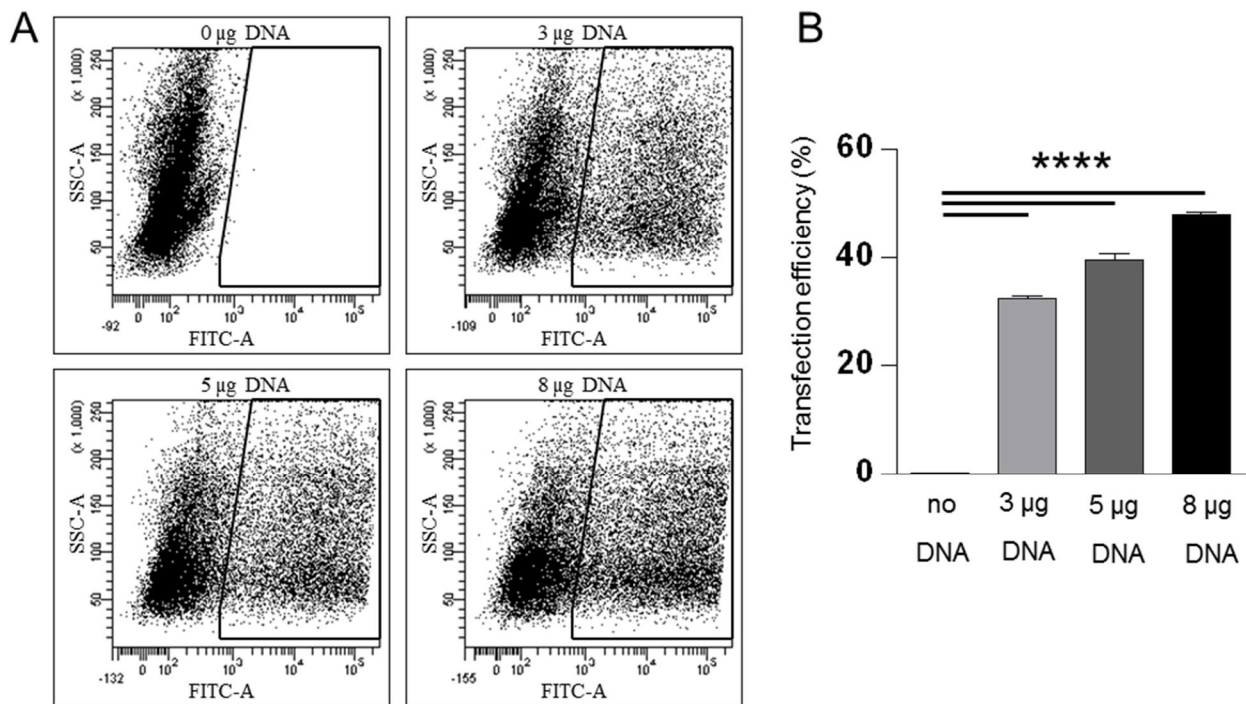 A
0 µg DNA
(x 1,000)
250
200
150
100
50
SSC-A
-92
0 10² 10³ 10⁴ 10⁵
FITC-A
3 µg DNA
(x 1,000)
250
200
150
100
50
SSC-A
-109
0 10² 10³ 10⁴ 10⁵
FITC-A
5 µg DNA
(x 1,000)
250
200
150
100
50
SSC-A
-132
0 10² 10³ 10⁴ 10⁵
FITC-A
8 µg DNA
(x 1,000)
250
200
150
100
50
SSC-A
-155
0 10² 10³ 10⁴ 10⁵
FITC-A
B
Transfection efficiency (%)
60
40
20
0
****
no DNA
3 µg DNA
5 µg DNA
8 µg DNA